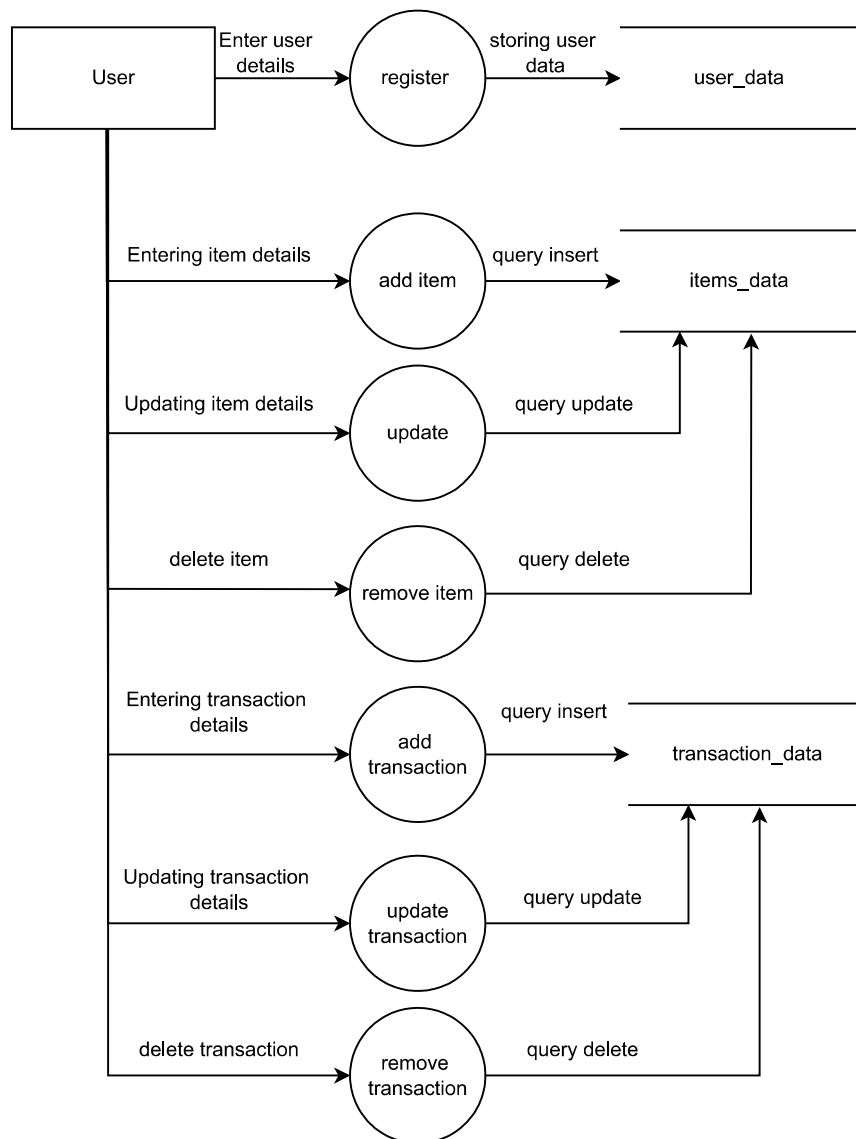 Enter user
details
storing user
data
User
register
user_data
Entering item details
query insert
add item
items_data
Updating item details
query update
update
delete item
query delete
remove item
Entering transaction
details
query insert
add
transaction
transaction_data
Updating transaction
details
query update
update
transaction
delete transaction
query delete
remove
transaction